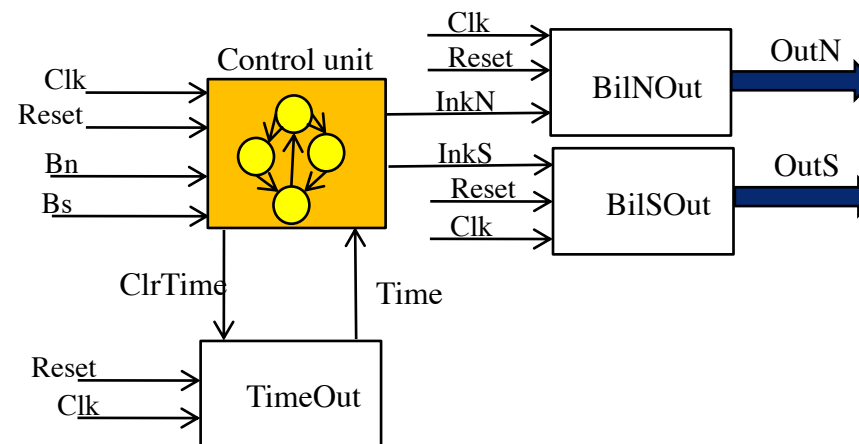 Control unit
Clk
Reset
Bn
Bs
Clk
Reset
InkN
BilNOut
OutN
InkS
Reset
Clk
BilSOut
OutS
ClrTime
Time
Reset
Clk
TimeOut